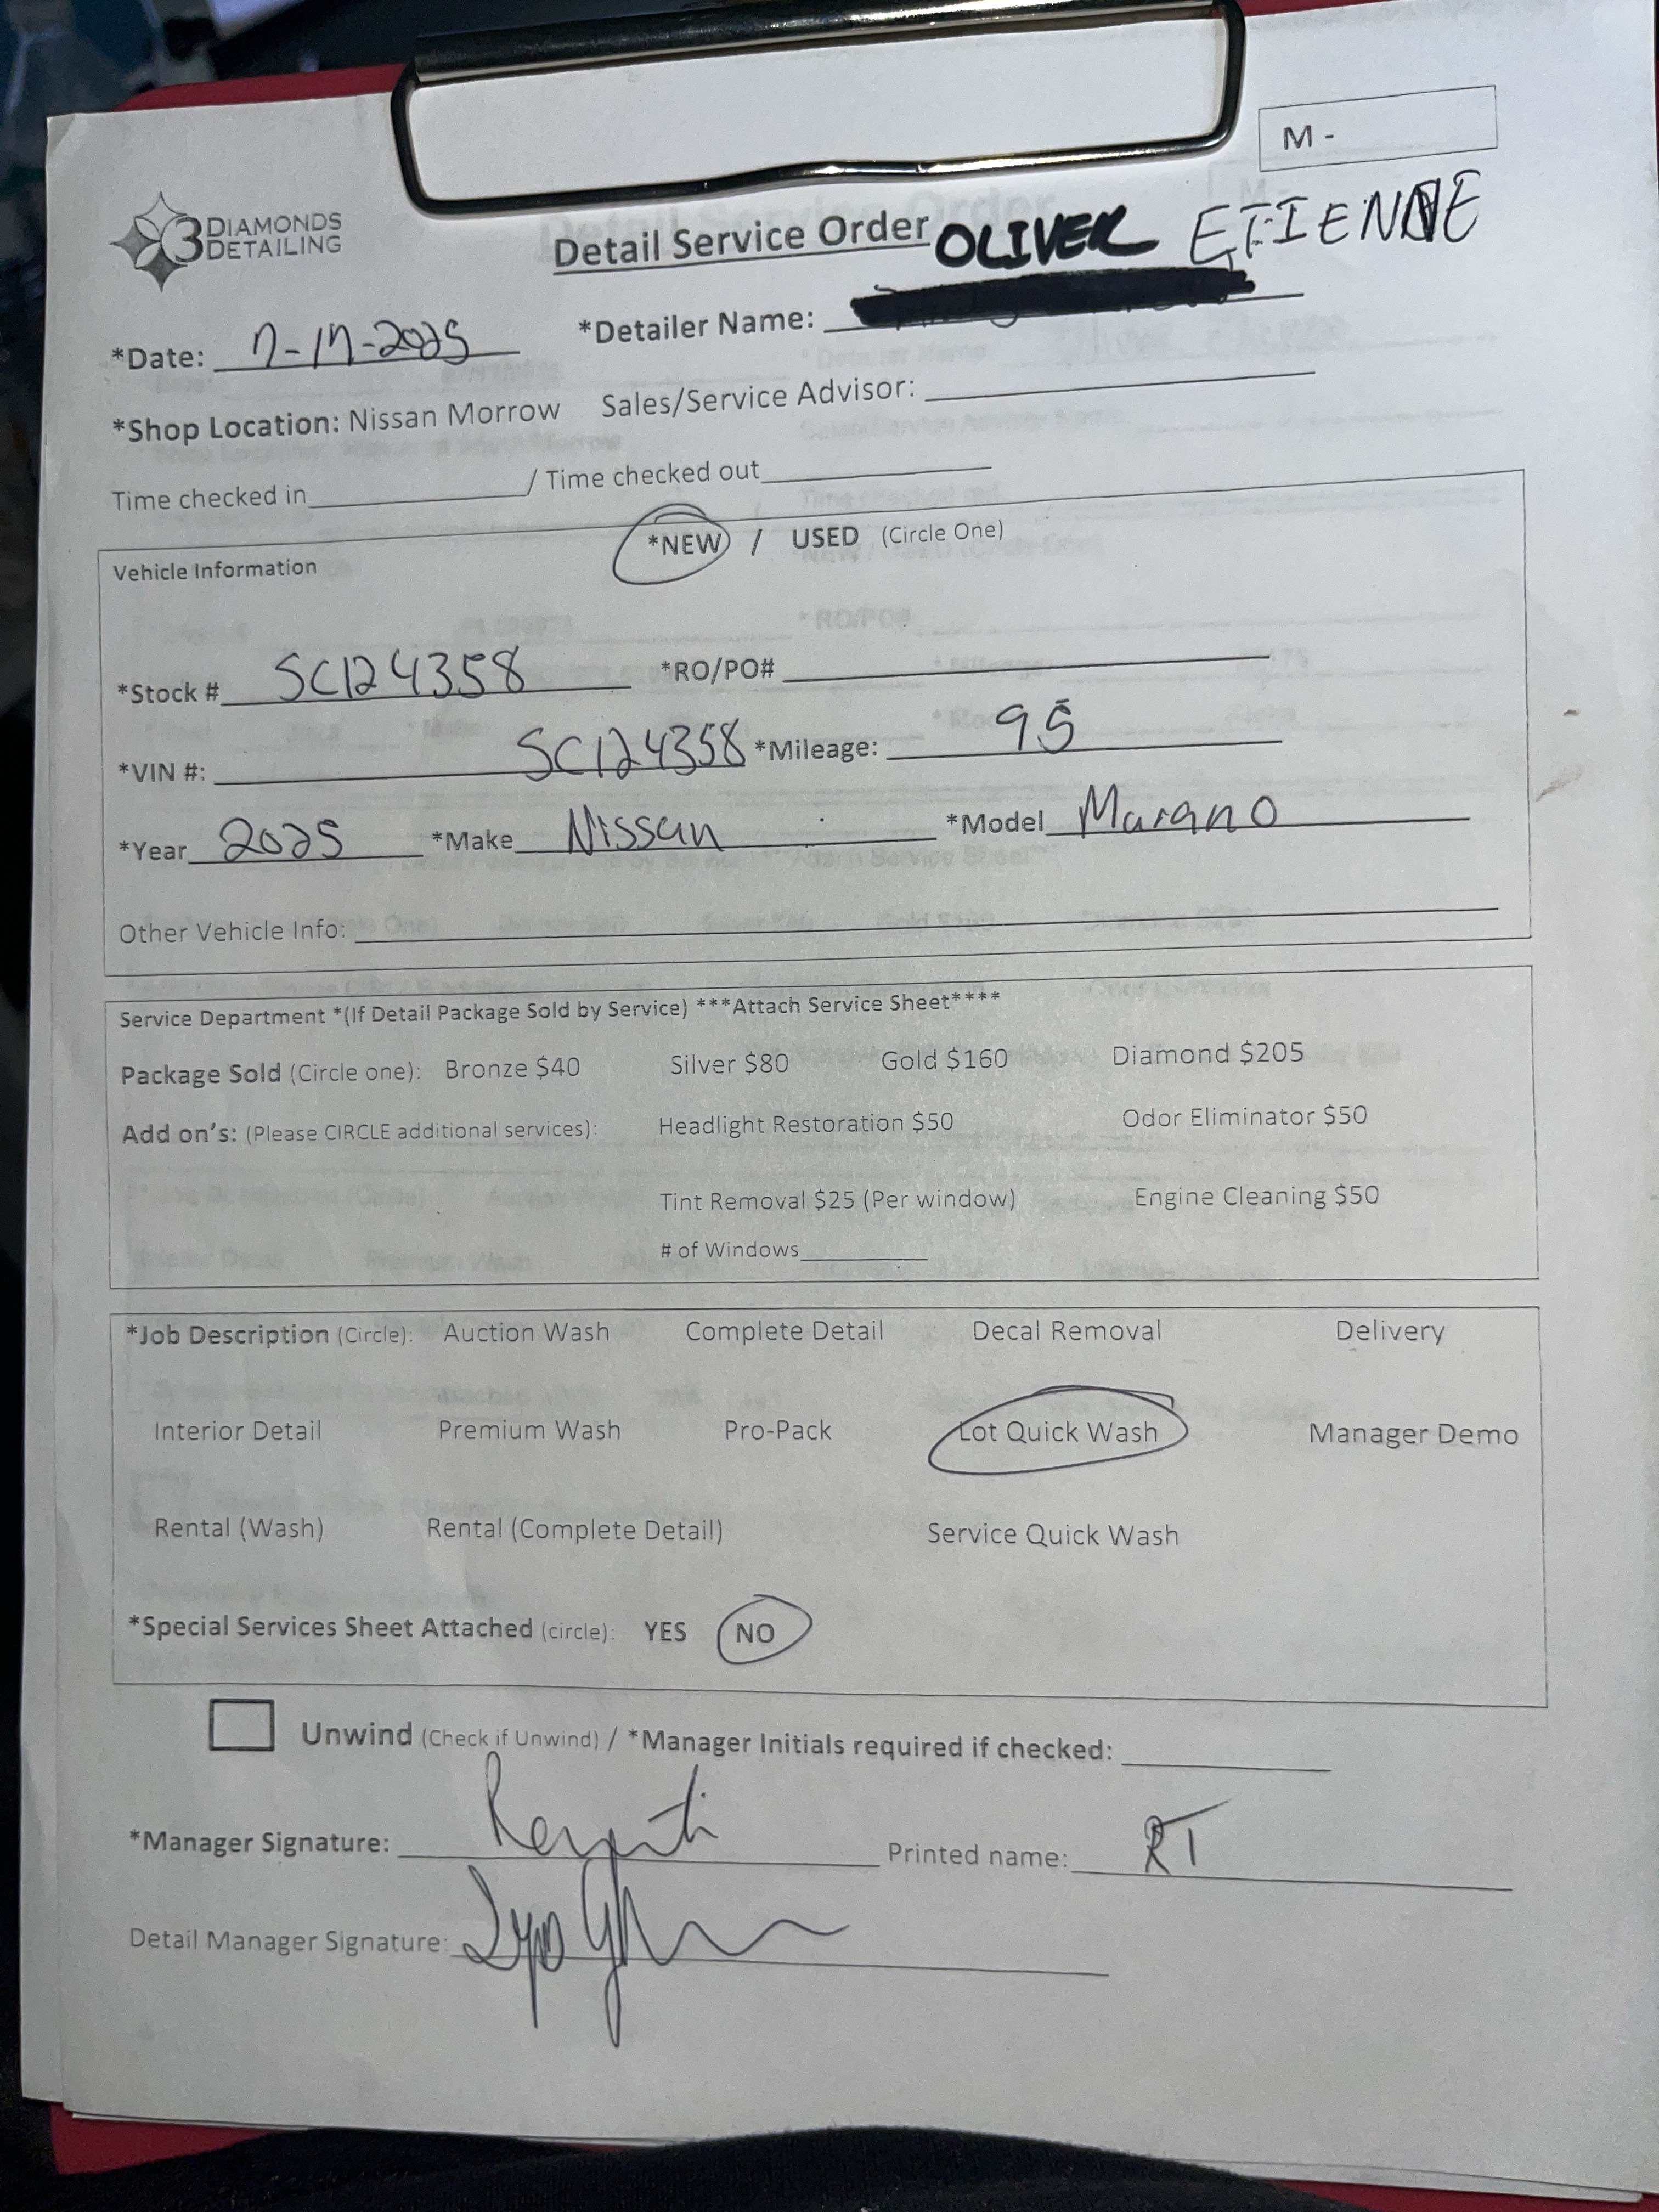 M -
3 DIAMONDS
DETAILING
Detail Service Order OLIVER ETIENNE
*Date: 7-17-2025 *Detailer Name:
*Shop Location: Nissan Morrow Sales/Service Advisor:
Time checked in / Time checked out
*NEW / USED (Circle One)
Vehicle Information
*Stock # SC124358 *RO/PO#
*VIN #: SC124358 *Mileage: 95
*Year 2025 *Make Nissan *Model Murano
Other Vehicle Info:
Service Department *(If Detail Package Sold by Service) ***Attach Service Sheet****
Package Sold (Circle one): Bronze $40 Silver $80 Gold $160 Diamond $205
Add on's: (Please CIRCLE additional services): Headlight Restoration $50 Odor Eliminator $50
Tint Removal $25 (Per window) Engine Cleaning $50
# of Windows
*Job Description (Circle): Auction Wash Complete Detail Decal Removal Delivery
Interior Detail Premium Wash Pro-Pack Lot Quick Wash Manager Demo
Rental (Wash) Rental (Complete Detail) Service Quick Wash
*Special Services Sheet Attached (circle): YES NO
Unwind (Check if Unwind) / *Manager Initials required if checked:
*Manager Signature: Printed name: RT
Detail Manager Signature: